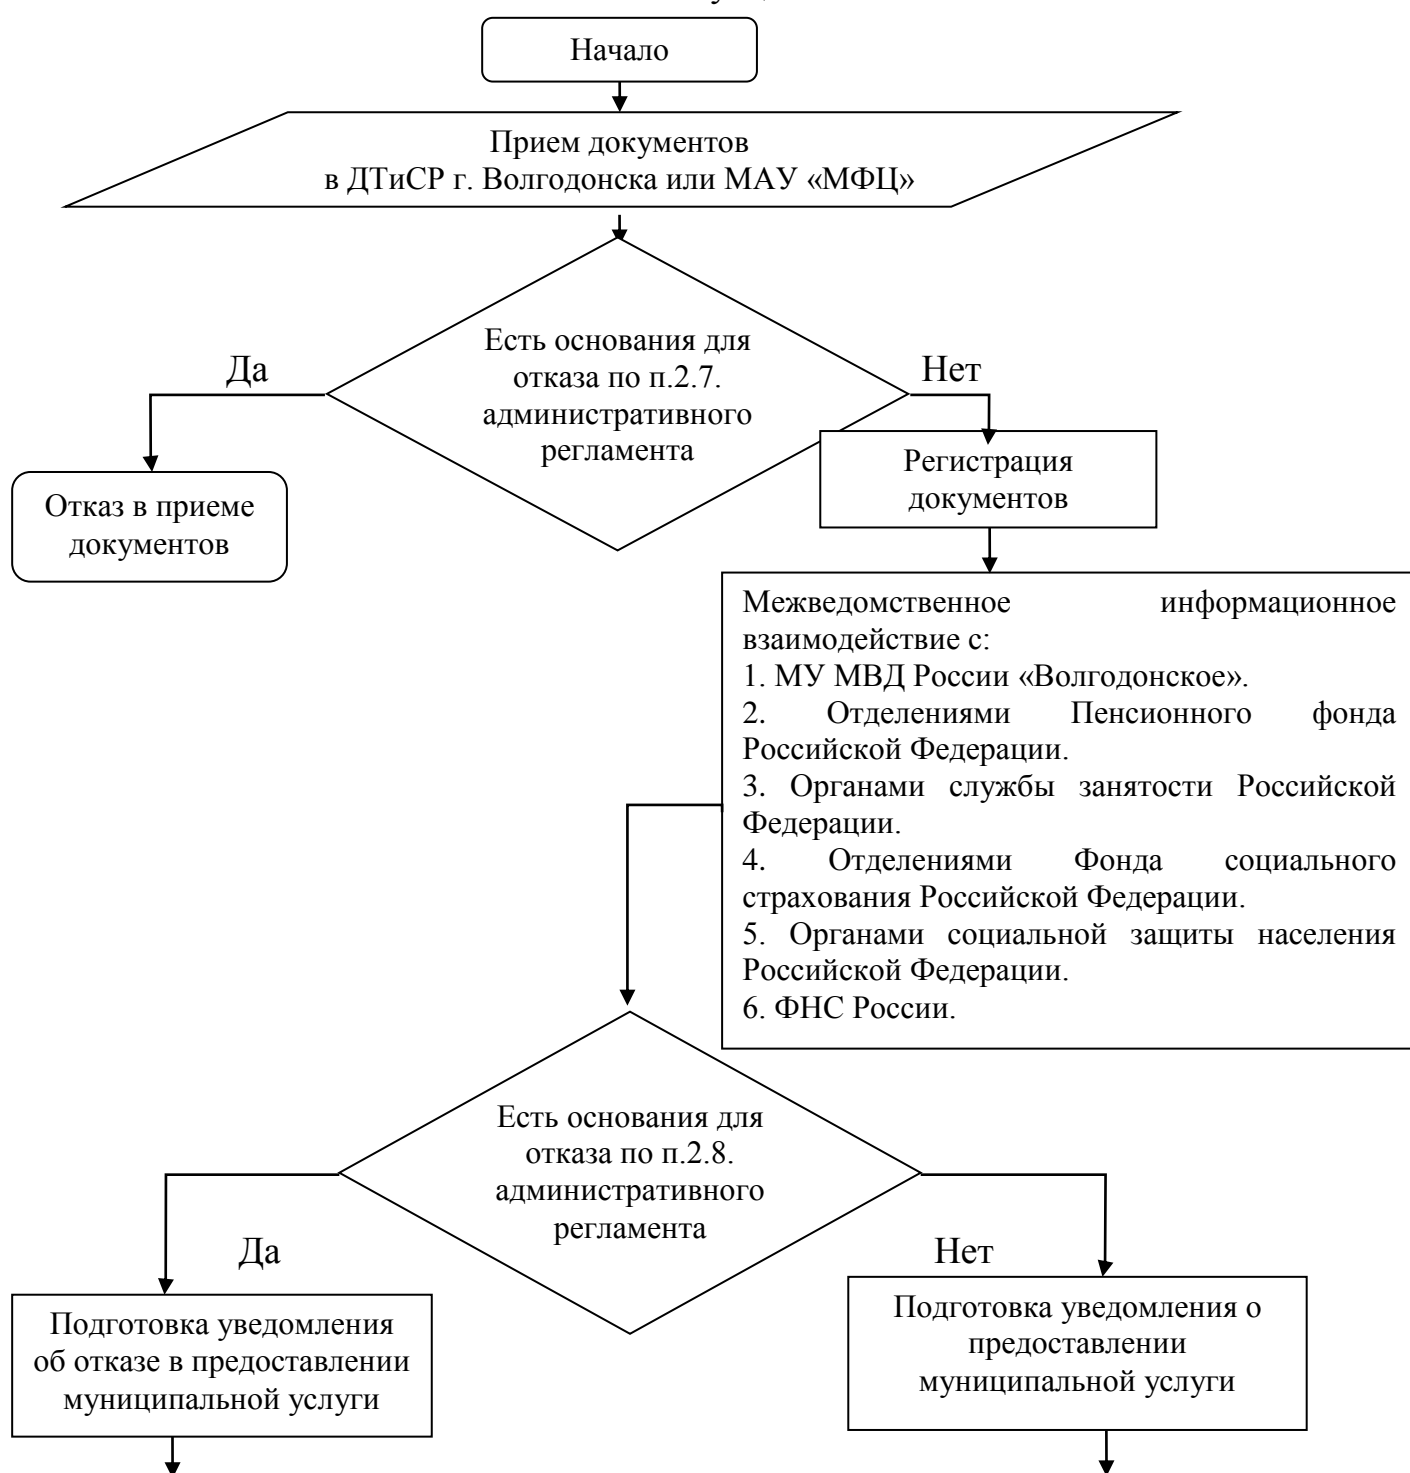 Начало
Прием документов
в ДТиСР г. Волгодонска или МАУ «МФЦ»
Есть основания для
отказа по п.2.7.
административного
регламента
Да
Нет
Отказ в приеме
документов
Регистрация
документов
Межведомственное информационное
взаимодействие с:
1. МУ МВД России «Волгодонское».
2. Отделениями Пенсионного фонда
Российской Федерации.
3. Органами службы занятости Российской
Федерации.
4. Отделениями Фонда социального
страхования Российской Федерации.
5. Органами социальной защиты населения
Российской Федерации.
6. ФНС России.
Есть основания для
отказа по п.2.8.
административного
регламента
Да
Нет
Подготовка уведомления
об отказе в предоставлении
муниципальной услуги
Подготовка уведомления о
предоставлении
муниципальной услуги